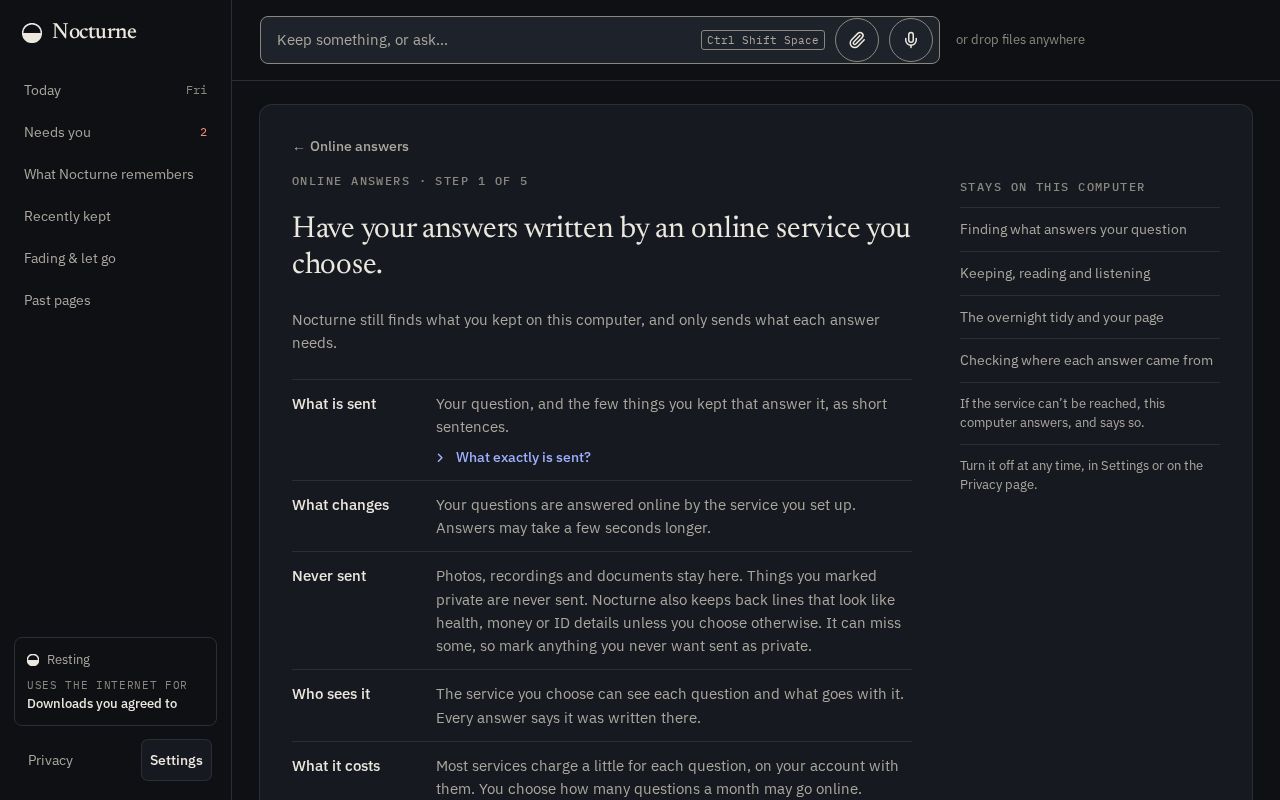 Nocturne
Today Fri
Needs you 2
What Nocturne remembers
Recently kept
Fading & let go
Past pages
Resting
USES THE INTERNET FOR
Downloads you agreed to
Privacy
Settings
Keep something, or ask...
Ctrl Shift Space
or drop files anywhere
← Online answers
ONLINE ANSWERS · STEP 1 OF 5
Have your answers written by an online service you
choose.
Nocturne still finds what you kept on this computer, and only sends what each answer
needs.
What is sent
Your question, and the few things you kept that answer it, as short
sentences.
What exactly is sent?
What changes
Your questions are answered online by the service you set up.
Answers may take a few seconds longer.
Never sent
Photos, recordings and documents stay here. Things you marked
private are never sent. Nocturne also keeps back lines that look like
health, money or ID details unless you choose otherwise. It can miss
some, so mark anything you never want sent as private.
Who sees it
The service you choose can see each question and what goes with it.
Every answer says it was written there.
What it costs
Most services charge a little for each question, on your account with
them. You choose how many questions a month may go online.
STAYS ON THIS COMPUTER
Finding what answers your question
Keeping, reading and listening
The overnight tidy and your page
Checking where each answer came from
If the service can’t be reached, this
computer answers, and says so.
Turn it off at any time, in Settings or on the
Privacy page.